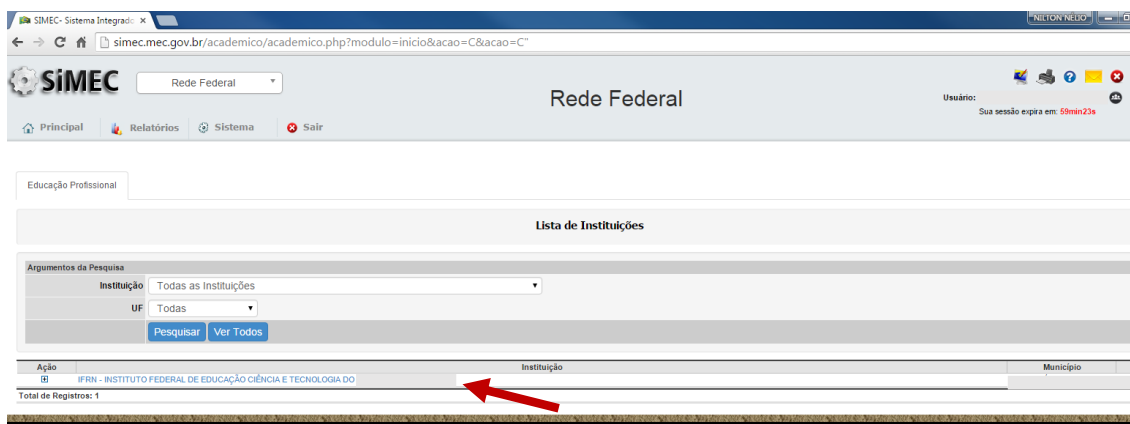 SIMEC- Sistema Integrado
NILTON NÉLIO
simec.mec.gov.br/academico/academico.php?modulo=inicio&acao=C&acao=C"
SiMEC
Rede Federal
Rede Federal
Usuário:
Sua sessão expira em: 59min23s
Principal
Relatórios
Sistema
Sair
Educação Profissional
Lista de Instituições
Argumentos da Pesquisa
Instituição Todas as Instituições
UF Todas
Pesquisar Ver Todos
Ação Instituição Município
IFRN - INSTITUTO FEDERAL DE EDUCAÇÃO CIÊNCIA E TECNOLOGIA DO
Total de Registros: 1